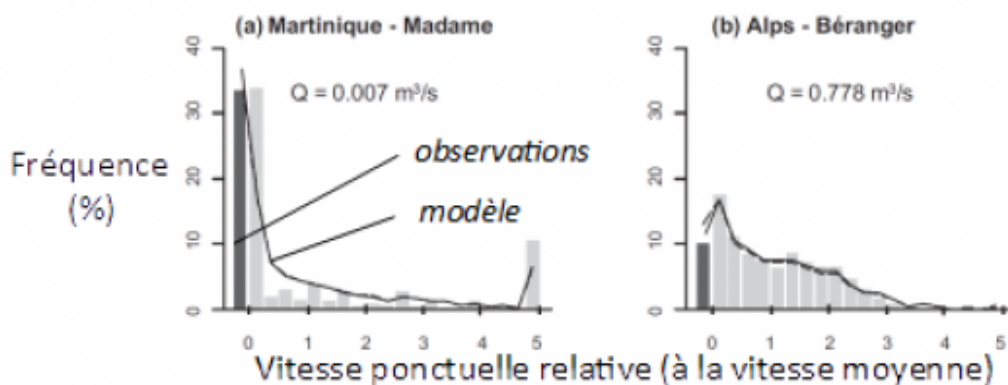 (a) Martinique - Madame
(b) Alps - Béranger
40
30
20
10
0
Q = 0.007 m³/s
observations
modèle
Fréquence
(%)
0 1 2 3 4 5
40
30
20
10
0
Q = 0.778 m³/s
0 1 2 3 4 5
Vitesse ponctuelle relative (à la vitesse moyenne)